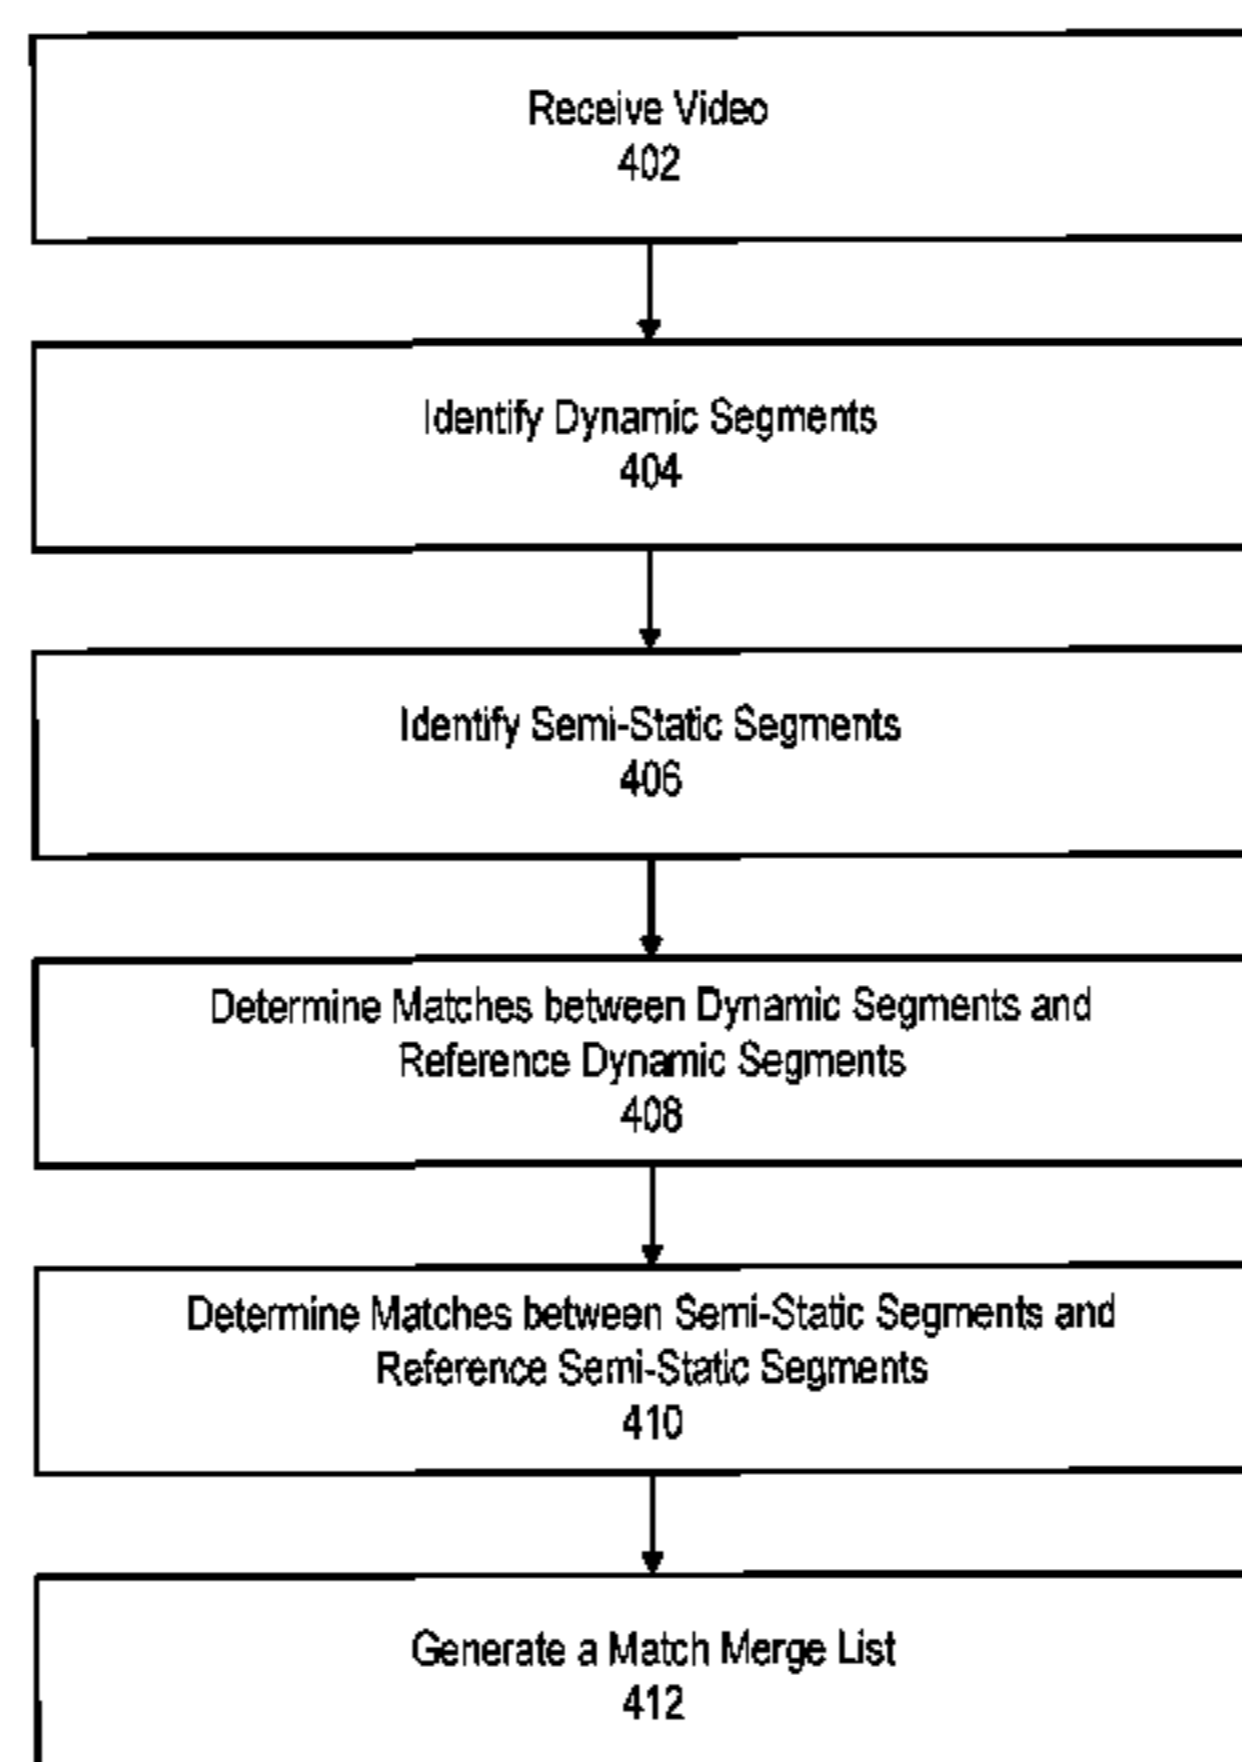 Receive Video
402
Identify Dynamic Segments
404
Identify Semi-Static Segments
406
Determine Matches between Dynamic Segments and
Reference Dynamic Segments
408
Determine Matches between Semi-Static Segments and
Reference Semi-Static Segments
410
Generate a Match Merge List
412